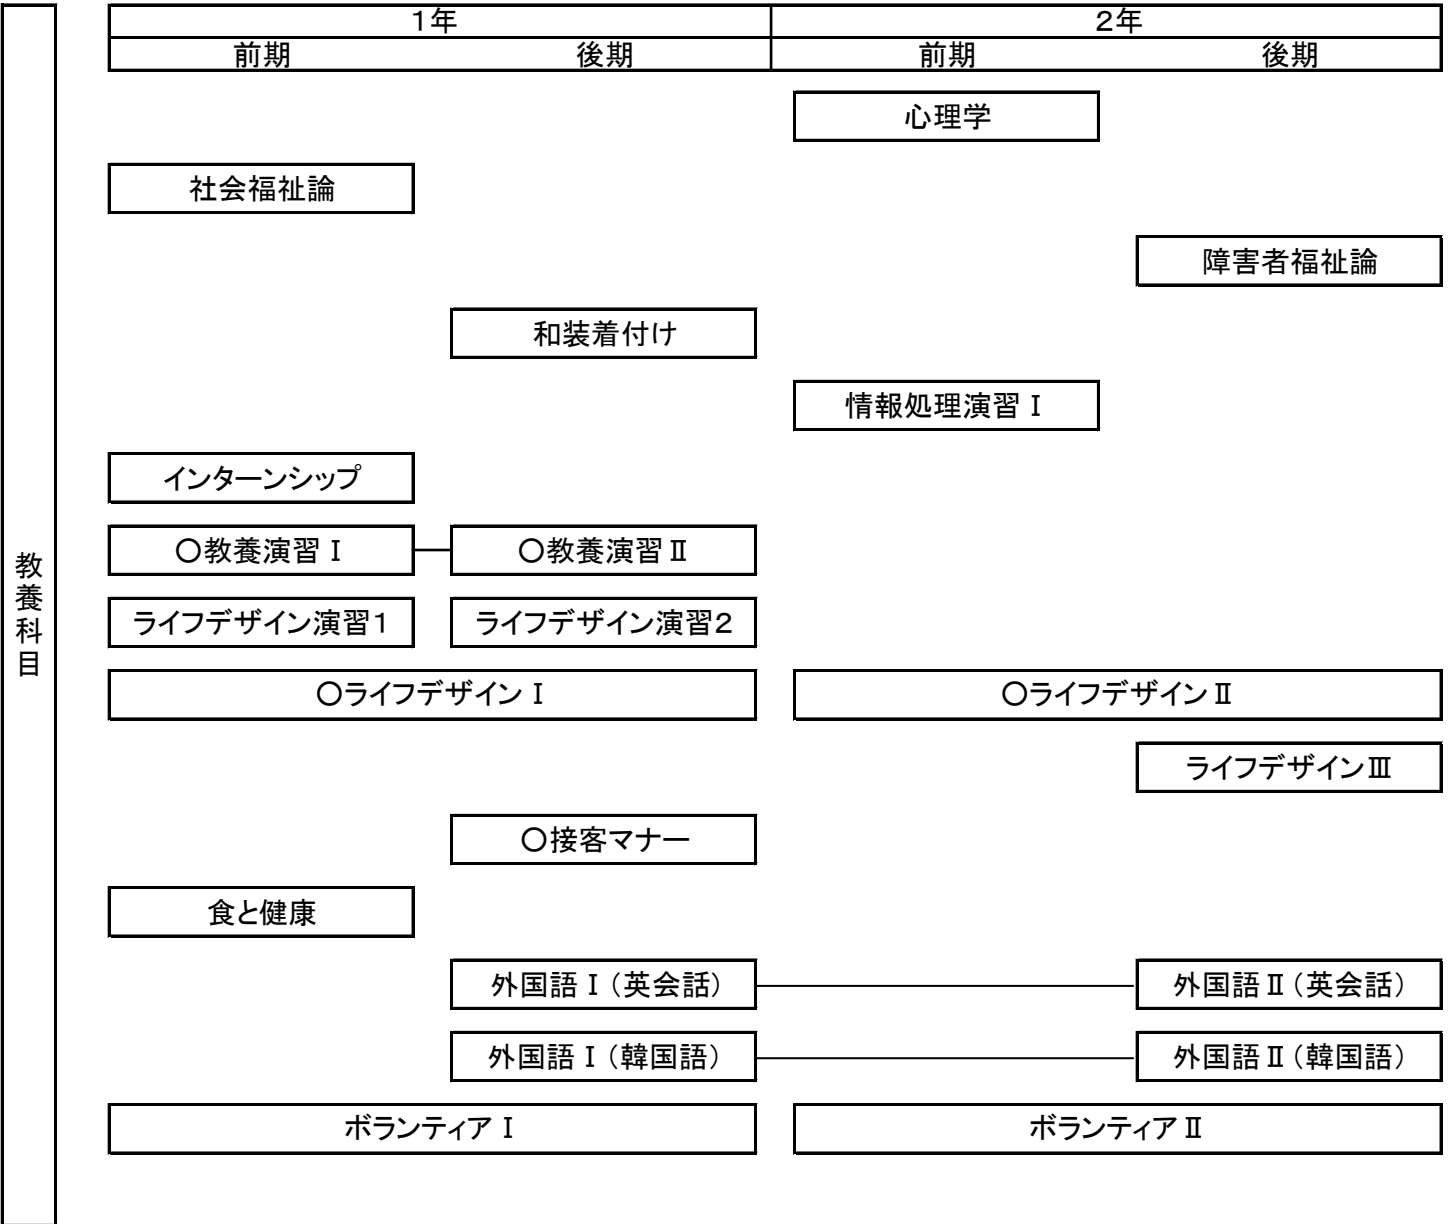 1年
2年
前期
後期
前期
後期
教養科目
心理学
社会福祉論
障害者福祉論
和装着付け
情報処理演習Ⅰ
インターンシップ
○教養演習Ⅰ
○教養演習Ⅱ
ライフデザイン演習1
ライフデザイン演習2
○ライフデザインⅠ
○ライフデザインⅡ
ライフデザインⅢ
○接客マナー
食と健康
外国語Ⅰ(英会話)
外国語Ⅱ(英会話)
外国語Ⅰ(韓国語)
外国語Ⅱ(韓国語)
ボランティアⅠ
ボランティアⅡ